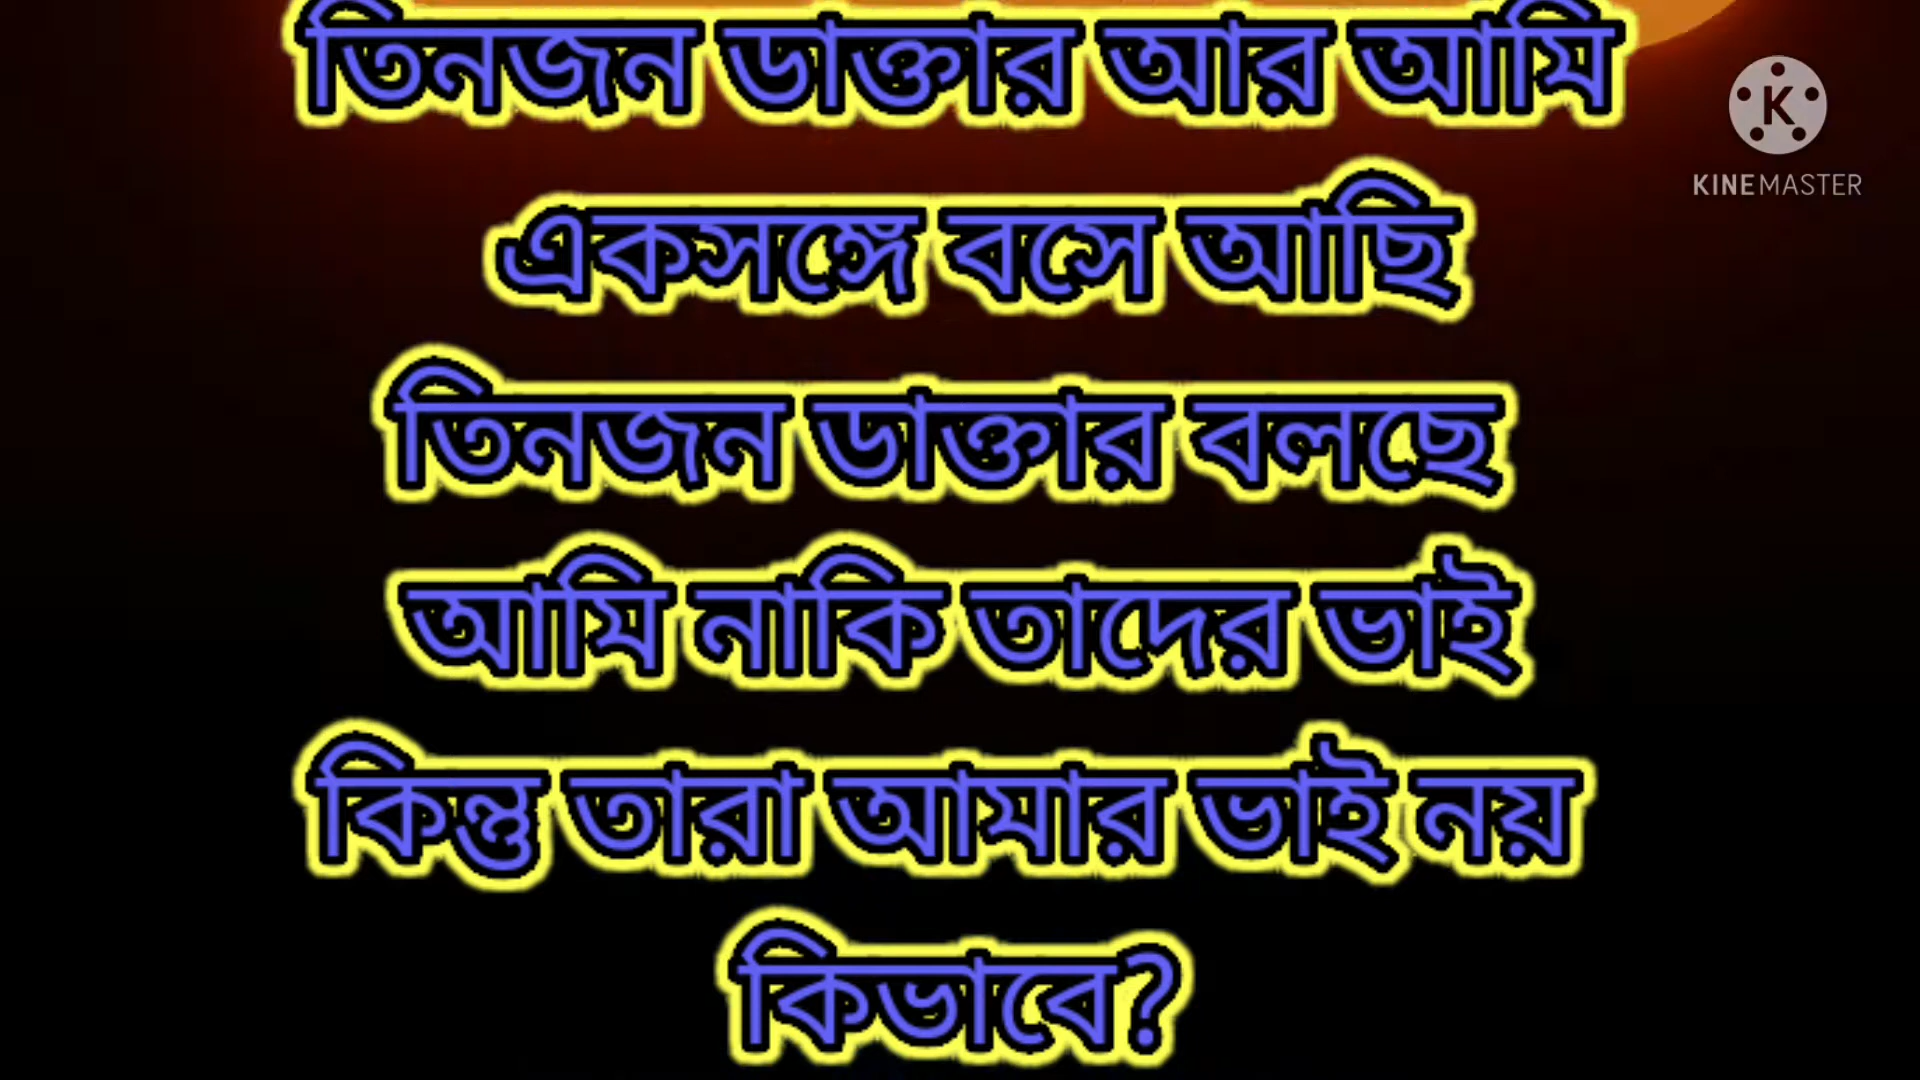 তিনজন ডাক্তার আর আমি
KINEMASTER
একসঙ্গে বসে আছি
তিনজন ডাক্তার বলছে
আমি নাকি তাদের ভাই
কিন্তু তারা আমার ভাই নয়
কিভাবে?